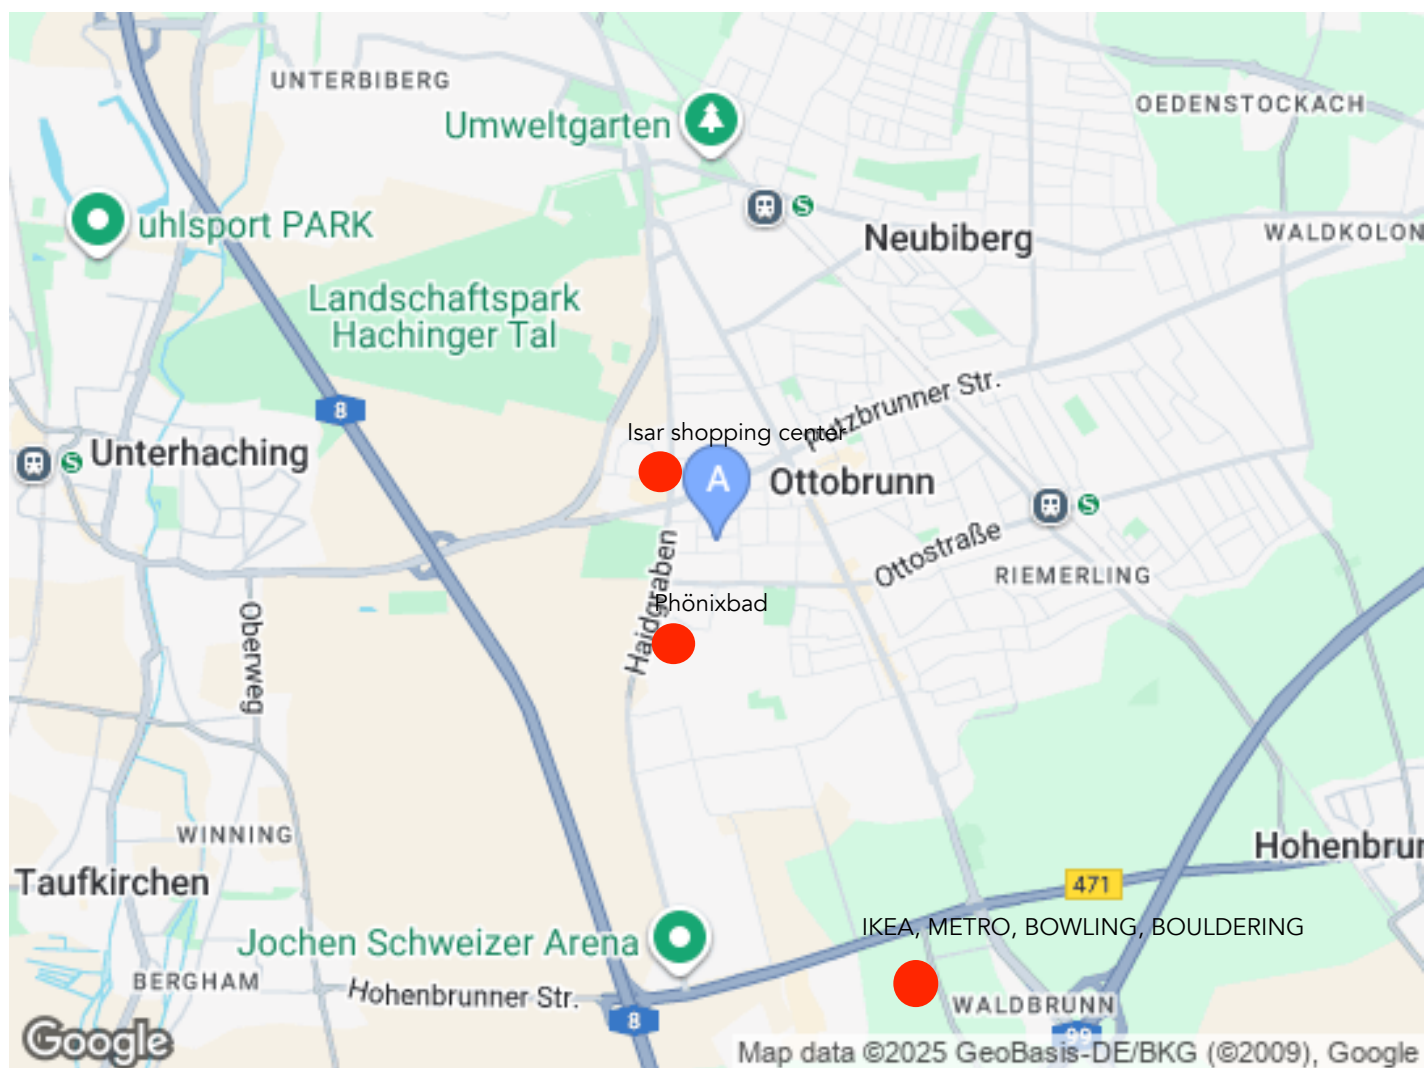 UNTERBIBERG
OEDENSTOCKACH
Umweltgarten
S
uhlsport PARK
Neubiberg
WALDKOLON
Landschaftspark
Hachinger Tal
Putzbrunner Str.
8
Isar shopping center
S
Unterhaching
A
Ottobrunn
S
Ottostraße
RIEMERLING
Haidgraben
Phönixbad
Oberweg
WINNING
Taufkirchen
Hohenbrun
471
IKEA, METRO, BOWLING, BOULDERING
Jochen Schweizer Arena
BERGHAM
Hohenbrunner Str.
WALDBRUNN
8
99
Google
Map data ©2025 GeoBasis-DE/BKG (©2009), Google